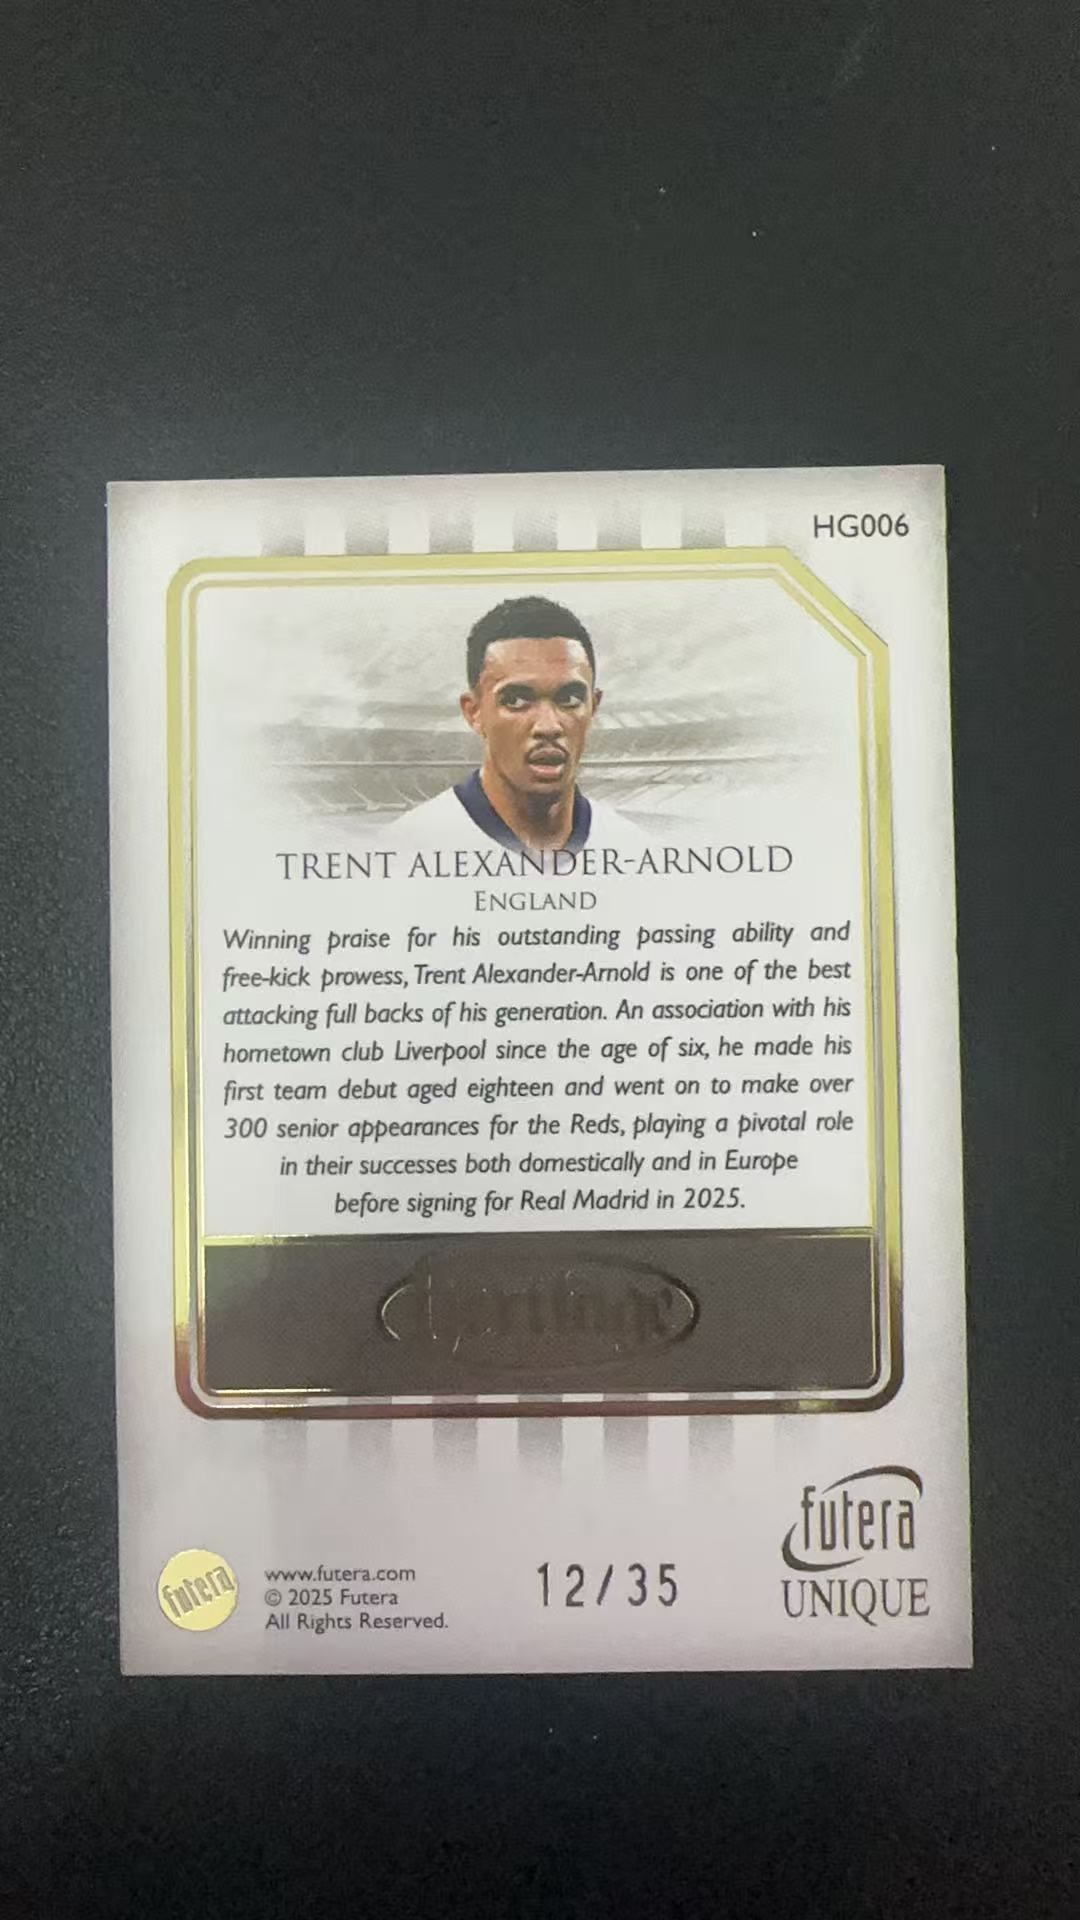 HG006
TRENT ALEXANDER-ARNOLD
ENGLAND
Winning praise for his outstanding passing ability and
free-kick prowess, Trent Alexander-Arnold is one of the best
attacking full backs of his generation. An association with his
hometown club Liverpool since the age of six, he made his
first team debut aged eighteen and went on to make over
300 senior appearances for the Reds, playing a pivotal role
in their successes both domestically and in Europe
before signing for Real Madrid in 2025.
Heritage
futera
UNIQUE
futera
www.futera.com
© 2025 Futera
All Rights Reserved.
12/35